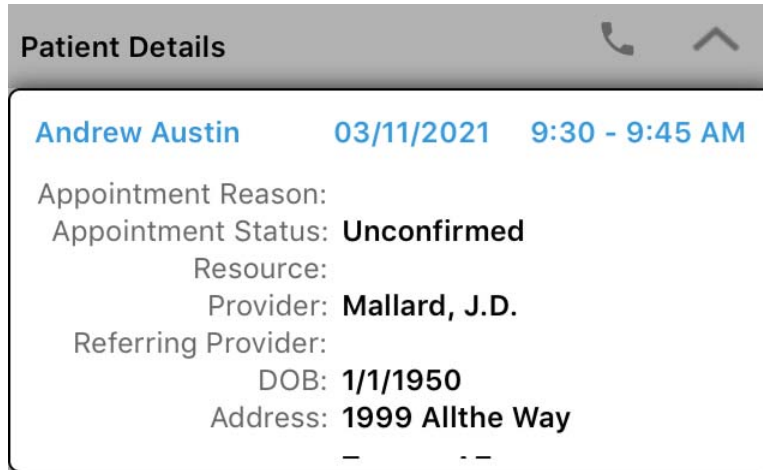 Patient Details
Andrew Austin 03/11/2021 9:30 - 9:45 AM
Appointment Reason:
Appointment Status: Unconfirmed
Resource:
Provider: Mallard, J.D.
Referring Provider:
DOB: 1/1/1950
Address: 1999 Allthe Way